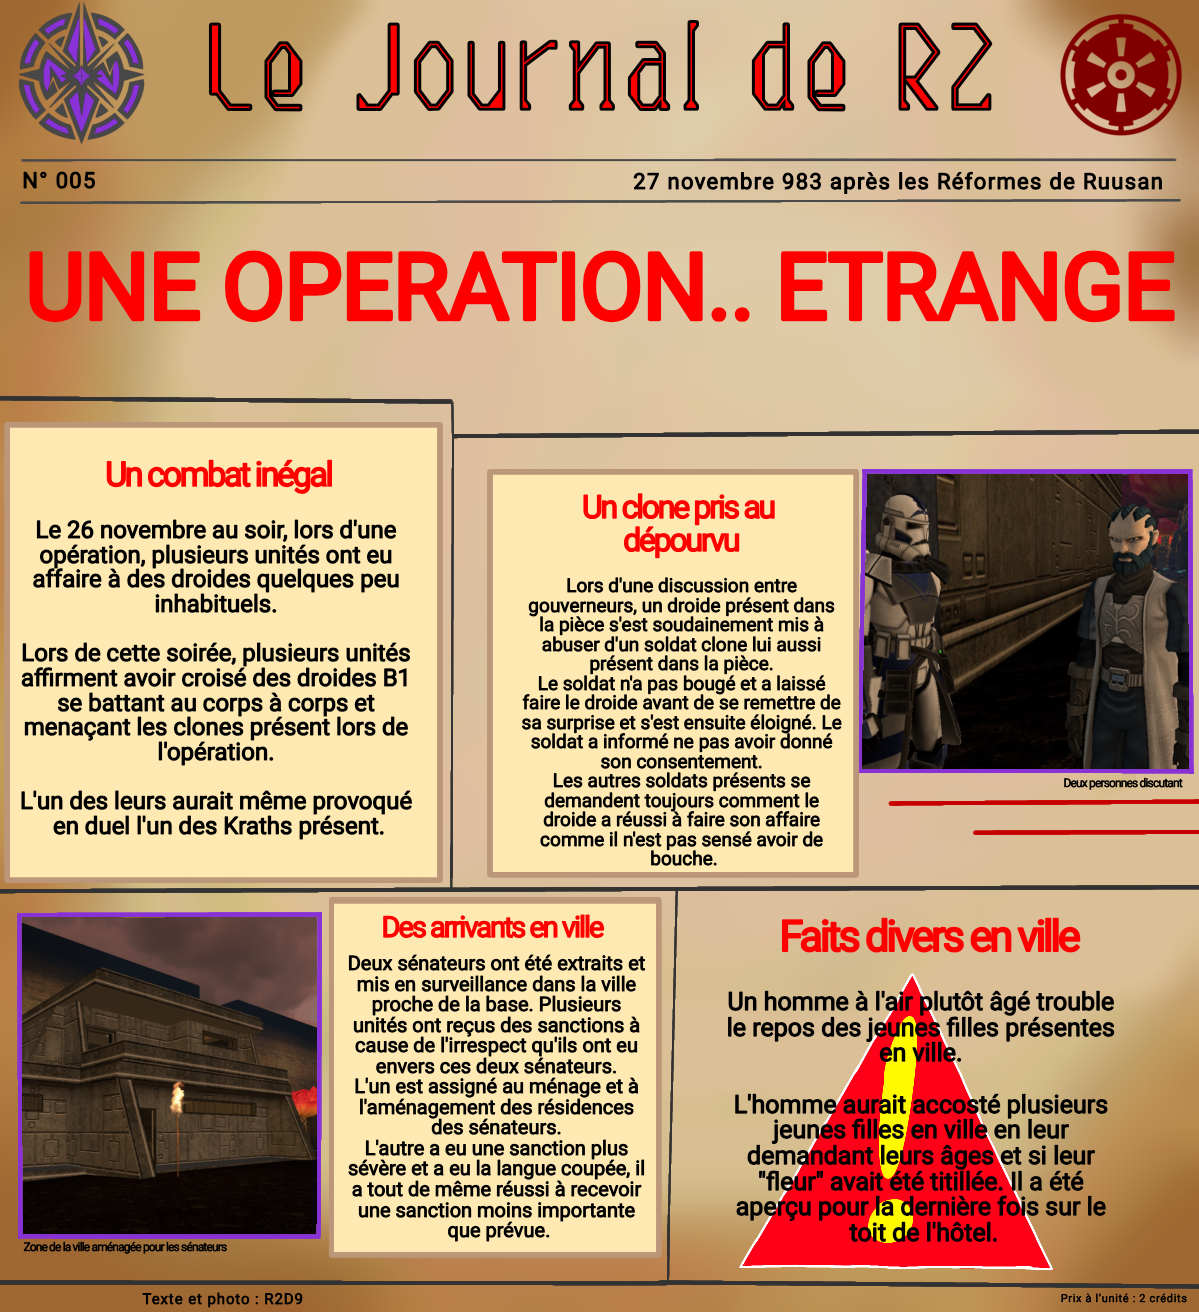 Le Journal de R2
N° 005
27 novembre 983 après les Réformes de Ruusan
UNE OPERATION.. ETRANGE
Un combat inégal
Le 26 novembre au soir, lors d'une
opération, plusieurs unités ont eu
affaire à des droides quelques peu
inhabituels.
Lors de cette soirée, plusieurs unités
affirment avoir croisé des droides B1
se battant au corps à corps et
menaçant les clones présent lors de
l'opération.
L'un des leurs aurait même provoqué
en duel l'un des Kraths présent.
Un clone pris au
dépourvu
Lors d'une discussion entre
gouverneurs, un droide présent dans
la pièce s'est soudainement mis à
abuser d'un soldat clone lui aussi
présent dans la pièce.
Le soldat n'a pas bougé et a laissé
faire le droide avant de se remettre de
sa surprise et s'est ensuite éloigné. Le
soldat a informé ne pas avoir donné
son consentement.
Les autres soldats présents se
demandent toujours comment le
droide a réussi à faire son affaire
comme il n'est pas sensé avoir de
bouche.
Deux personnes discutant
Zone de la ville aménagée pour les sénateurs
Des arrivants en ville
Deux sénateurs ont été extraits et
mis en surveillance dans la ville
proche de la base. Plusieurs
unités ont reçus des sanctions à
cause de l'irrespect qu'ils ont eu
envers ces deux sénateurs.
L'un est assigné au ménage et à
l'aménagement des résidences
des sénateurs.
L'autre a eu une sanction plus
sévère et a eu la langue coupée, il
a tout de même réussi à recevoir
une sanction moins importante
que prévue.
Faits divers en ville
Un homme à l'air plutôt âgé trouble
le repos des jeunes filles présentes
en ville.
L'homme aurait accosté plusieurs
jeunes filles en ville en leur
demandant leurs âges et si leur
"fleur" avait été titillée. Il a été
aperçu pour la dernière fois sur le
toit de l'hôtel.
Texte et photo : R2D9
Prix à l'unité : 2 crédits